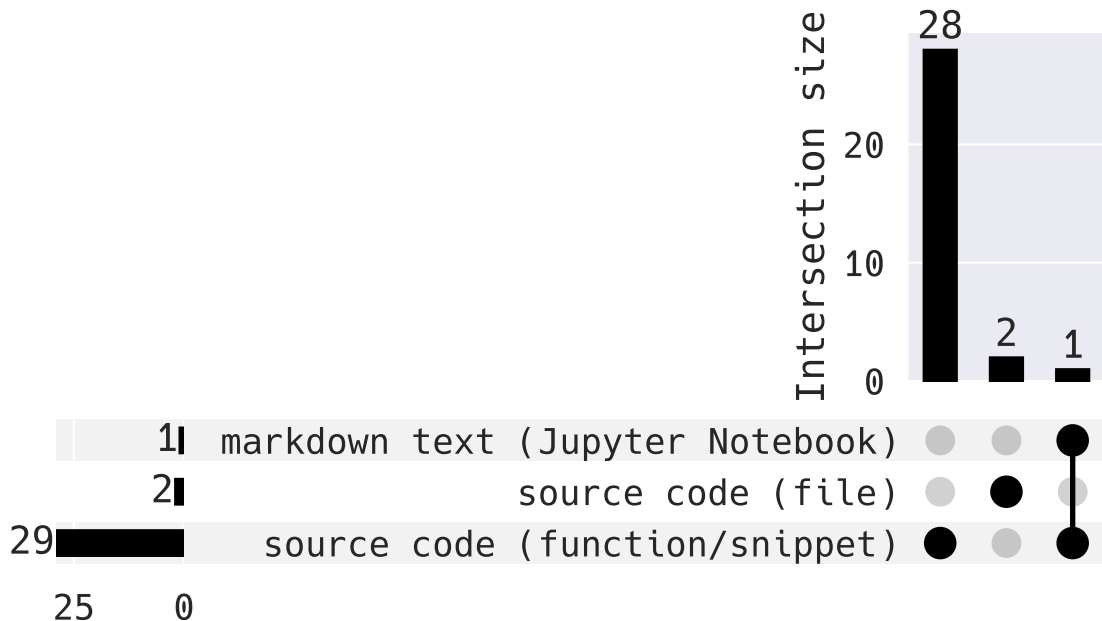 28
Intersection size
20
10
2
1
0
1 markdown text (Jupyter Notebook)
2 source code (file)
29 source code (function/snippet)
25 0